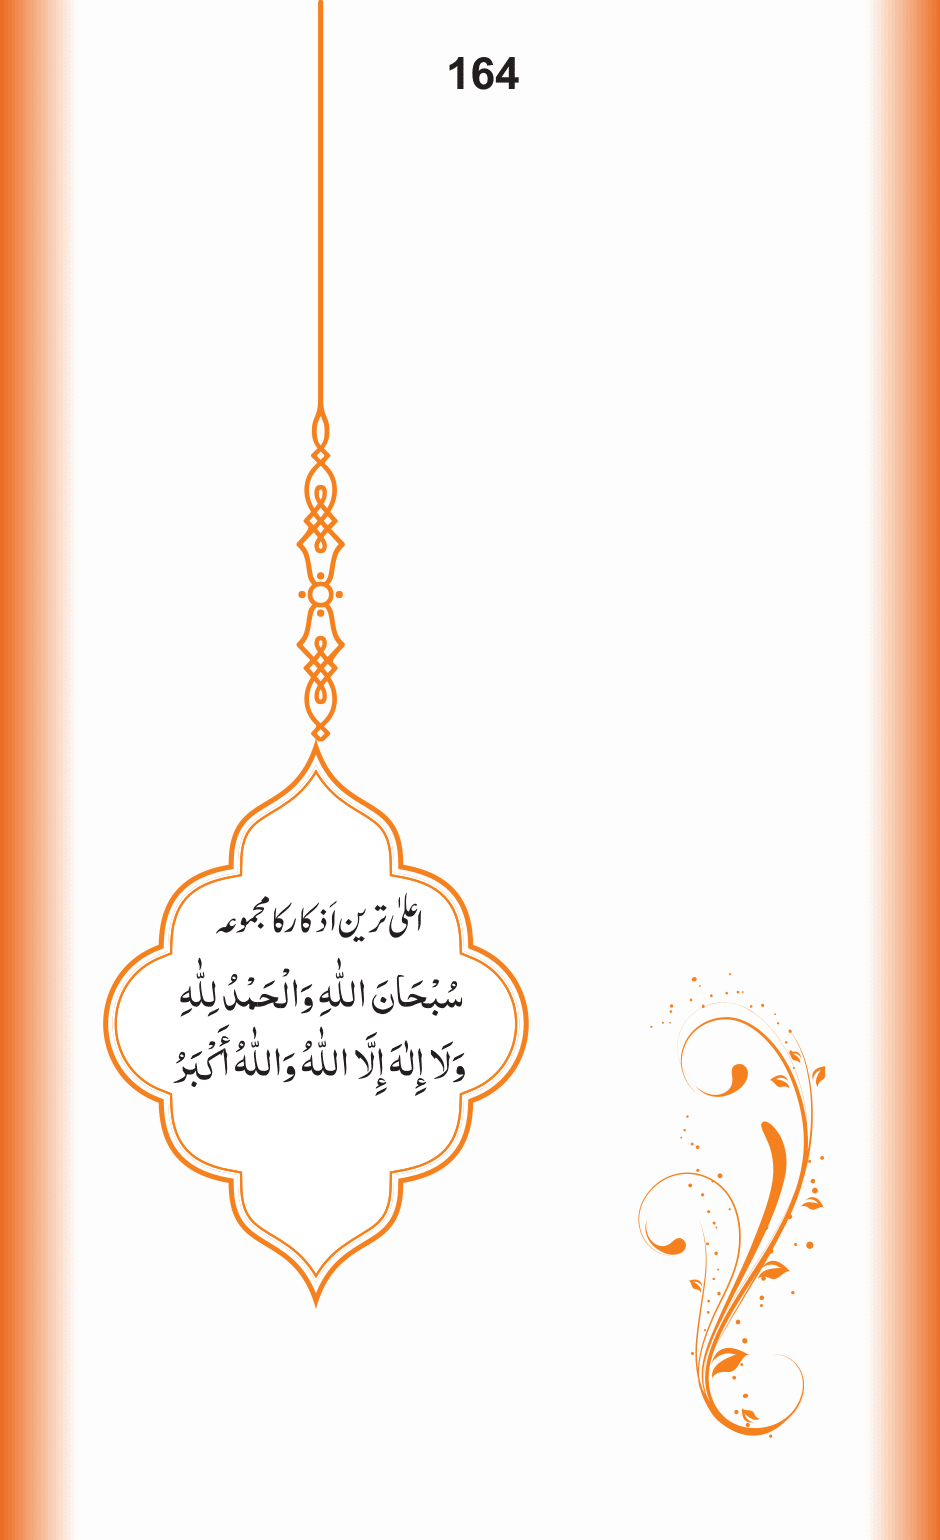 164
اعلیٰ ترین اَذکار کا مجموعہ
سُبْحَانَ اللّٰهِ وَالْحَمْدُ لِلّٰهِ
وَلَا إِلٰهَ إِلَّا اللّٰهُ وَاللّٰهُ أَكْبَرُ